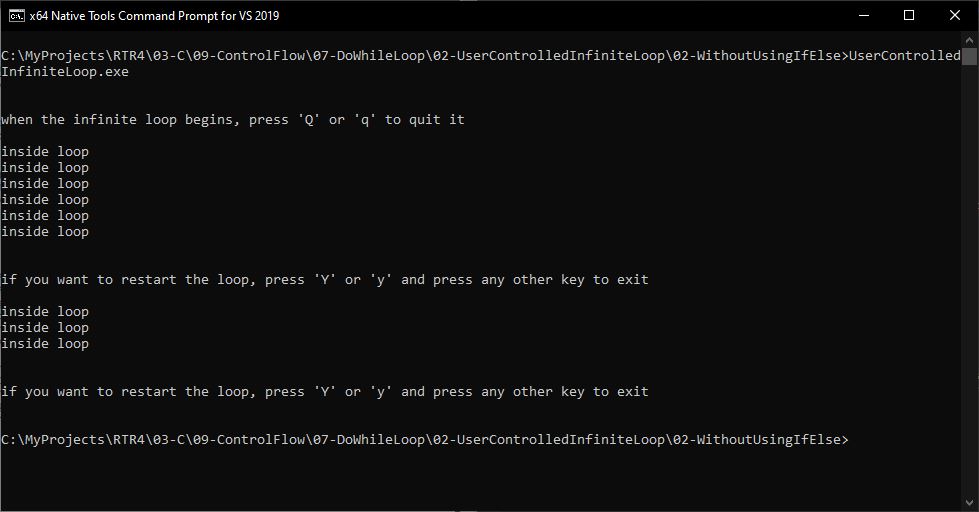 x64 Native Tools Command Prompt for VS 2019
C:\MyProjects\RTR4\03-C\09-ControlFlow\07-DoWhileLoop\02-UserControlledInfiniteLoop\02-WithoutUsingIfElse>UserControlled
InfiniteLoop.exe
when the infinite loop begins, press 'Q' or 'q' to quit it
inside loop
inside loop
inside loop
inside loop
inside loop
inside loop
if you want to restart the loop, press 'Y' or 'y' and press any other key to exit
inside loop
inside loop
inside loop
if you want to restart the loop, press 'Y' or 'y' and press any other key to exit
C:\MyProjects\RTR4\03-C\09-ControlFlow\07-DoWhileLoop\02-UserControlledInfiniteLoop\02-WithoutUsingIfElse>